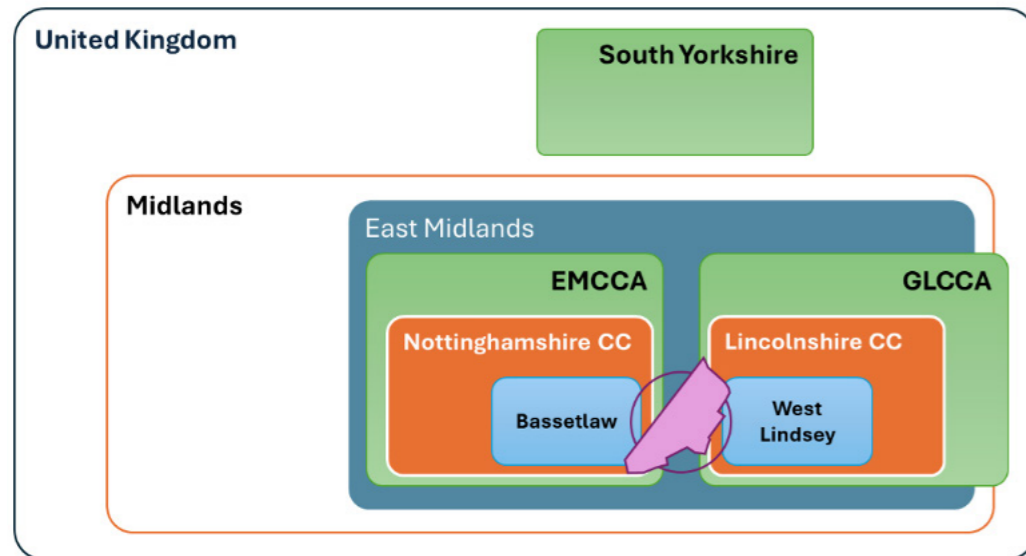 United Kingdom
South Yorkshire
Midlands
East Midlands
EMCCA
GLCCA
Nottinghamshire CC
Lincolnshire CC
Bassetlaw
West
Lindsey